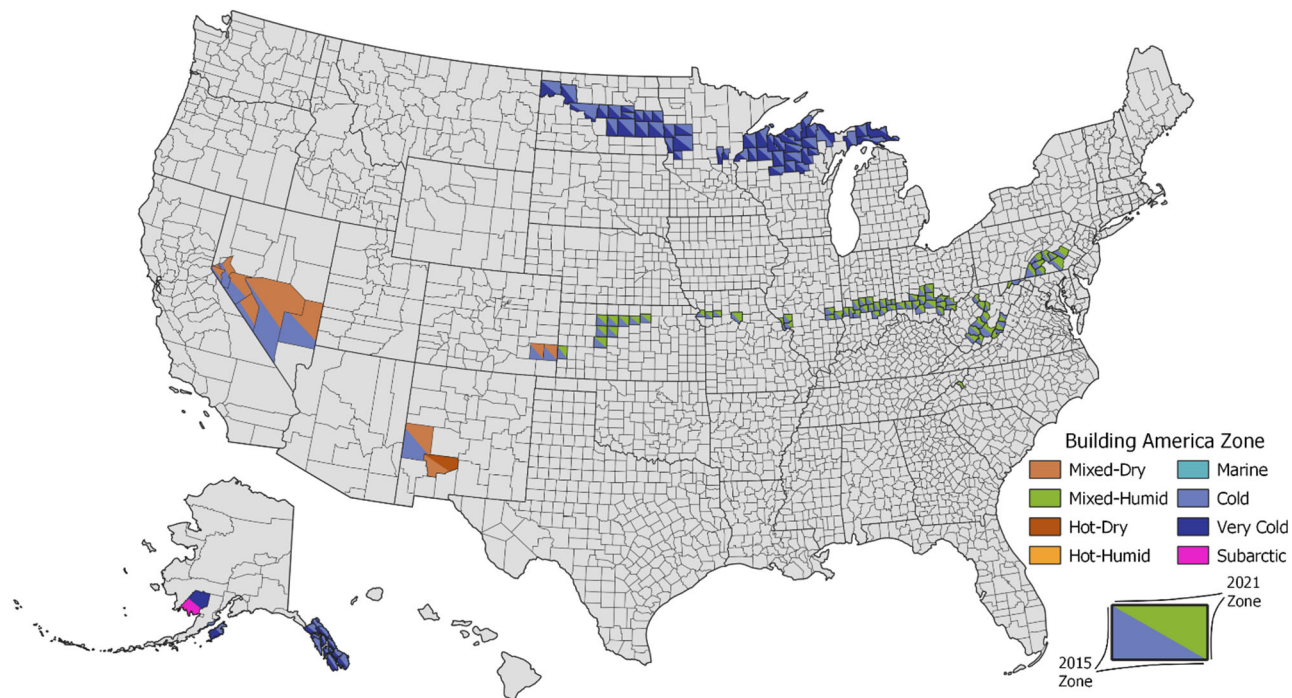 Building America Zone
Mixed-Dry
Marine
Mixed-Humid
Cold
Hot-Dry
Very Cold
Hot-Humid
Subarctic
2021
Zone
2015
Zone